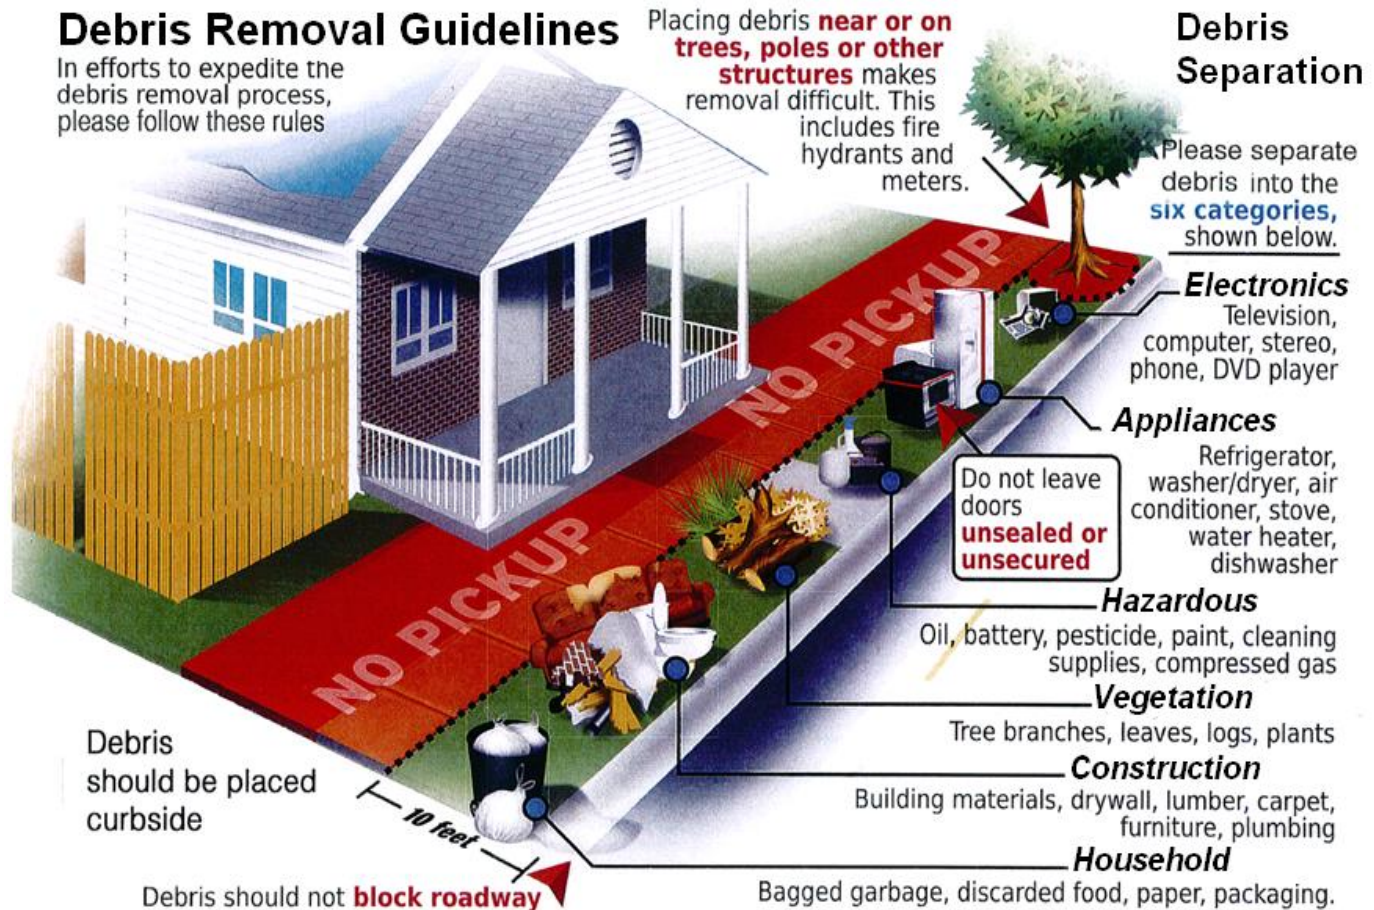 Debris Removal Guidelines
In efforts to expedite the
debris removal process,
please follow these rules
Placing debris near or on
trees, poles or other
structures makes
removal difficult. This
includes fire
hydrants and
meters.
Debris
Separation
Please separate
debris into the
six categories,
shown below.
NO PICKUP
NO PICKUP
Electronics
Television,
computer, stereo,
phone, DVD player
Appliances
Refrigerator,
washer/dryer, air
conditioner, stove,
water heater,
dishwasher
Do not leave
doors
unsealed or
unsecured
Hazardous
Oil, battery, pesticide, paint, cleaning
supplies, compressed gas
Vegetation
Tree branches, leaves, logs, plants
Construction
Building materials, drywall, lumber, carpet,
furniture, plumbing
Household
Bagged garbage, discarded food, paper, packaging.
Debris
should be placed
curbside
10 feet
Debris should not block roadway